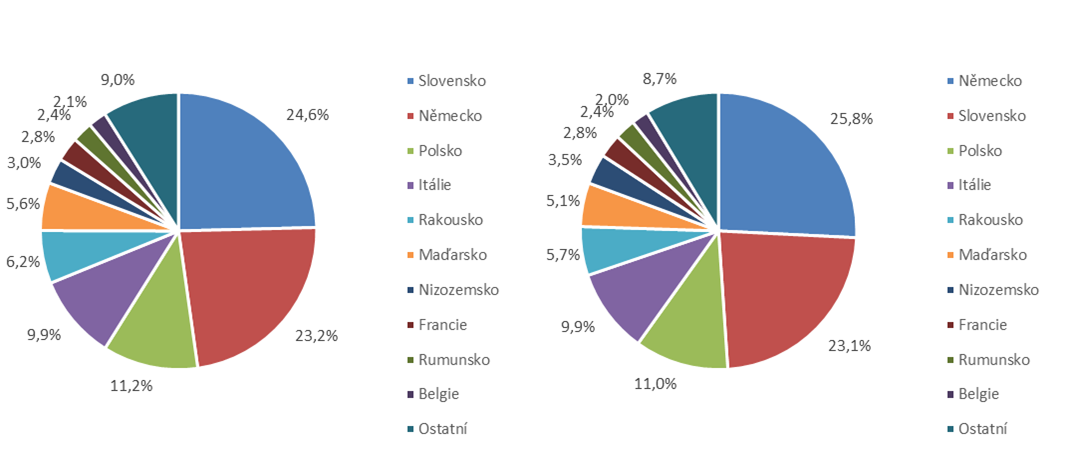 9,0%
2,1%
2,4%
2,8%
3,0%
5,6%
6,2%
9,9%
11,2%
23,2%
24,6%
Slovensko
Německo
Polsko
Itálie
Rakousko
Maďarsko
Nizozemsko
Francie
Rumunsko
Belgie
Ostatní
8,7%
2,0%
2,4%
2,8%
3,5%
5,1%
5,7%
9,9%
11,0%
23,1%
25,8%
Německo
Slovensko
Polsko
Itálie
Rakousko
Maďarsko
Nizozemsko
Francie
Rumunsko
Belgie
Ostatní